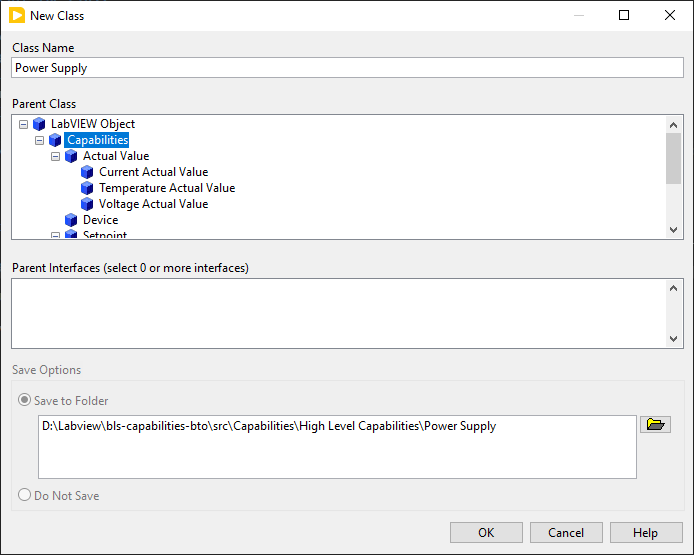 New Class
Class Name
Power Supply
Parent Class
LabVIEW Object
Capabilities
Actual Value
Current Actual Value
Temperature Actual Value
Voltage Actual Value
Device
Setpoint
Parent Interfaces (select 0 or more interfaces)
Save Options
Save to Folder
D:\Labview\bls-capabilities-bto\src\Capabilities\High Level Capabilities\Power Supply
Do Not Save
OK Cancel Help